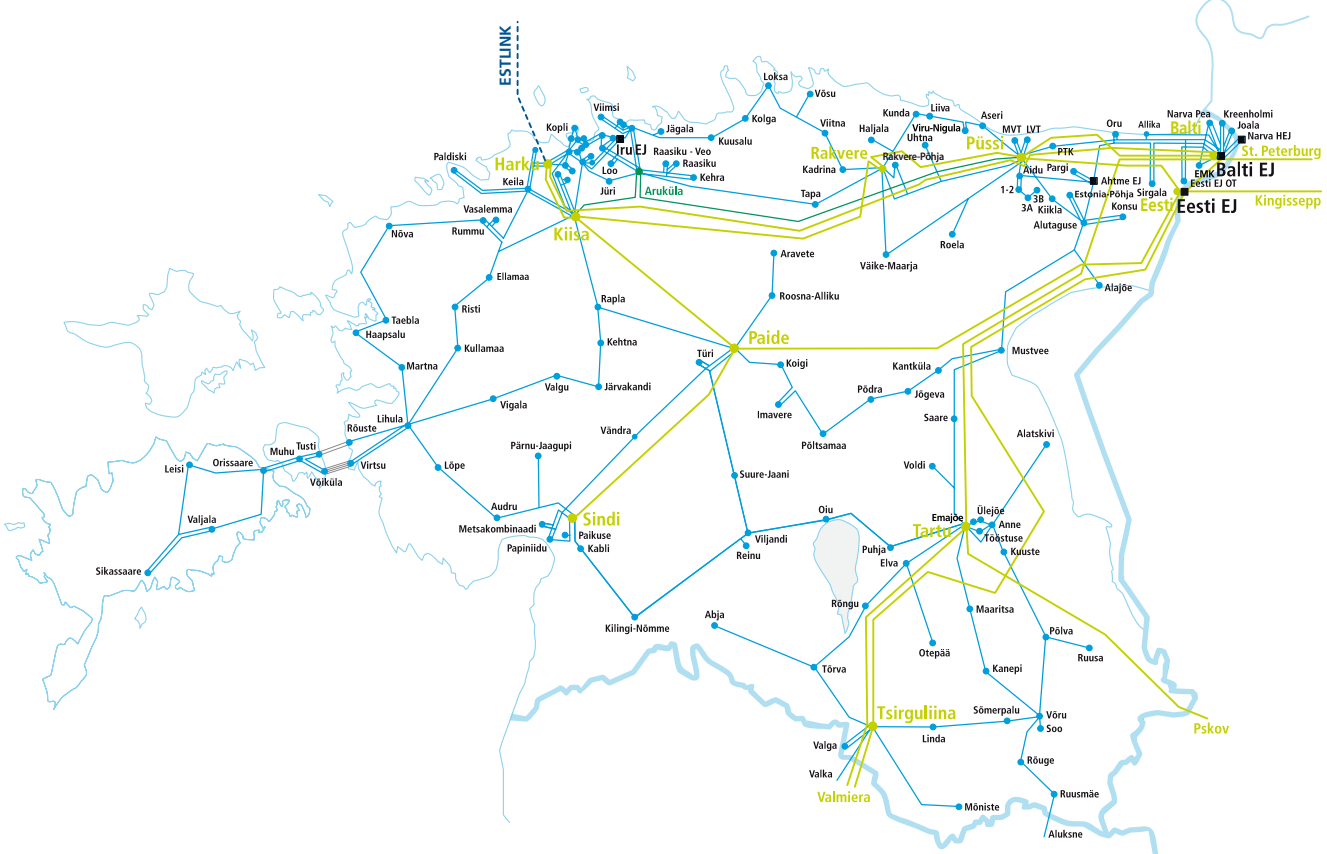 ESTLINK
Loksa
Võsu
Viimsi
Kopli
Jägala
Kolga
Kuusalu
Viitna
Kunda
Liiva
Aseri
Viru-Nigula
Uhtna
Haljala
MVT
LVT
Oru
Allika
Narva Pea
Kreenholmi
Joala
Narva HEJ
Balti
St. Peterburg
Paldiski
Harku
Iru EJ
Raasiku - Veo
Raasiku
Loo
Kehra
Rakvere
Rakvere-Põhja
Püssi
PTK
Balti EJ
Keila
Jüri
Aruküla
Kadrina
Aidu
Pargi
Ahtme EJ
EMK
Eesti EJ OT
Tapa
1-2
3B
3A
Kiikla
Estonia-Põhja
Sirgala
Eesti
Eesti EJ
Kingissepp
Vasalemma
Rummu
Konsu
Alutaguse
Nõva
Kiisa
Roela
Väike-Maarja
Aravete
Ellamaa
Alajõe
Rapla
Roosna-Alliku
Risti
Taebla
Haapsalu
Kullamaa
Kehtna
Paide
Mustvee
Martna
Türi
Koigi
Kantküla
Valgu
Järvakandi
Põdra
Jõgeva
Vigala
Imavere
Saare
Lihula
Rõuste
Vändra
Põltsamaa
Alatskivi
Tusti
Muhu
Pärnu-Jaagupi
Orissaare
Leisi
Virtsu
Lõpe
Voldi
Võiküla
Suure-Jaani
Audru
Oiu
Ülejõe
Emajõe
Sindi
Anne
Tartu
Metsakombinaadi
Valjala
Paikuse
Tööstuse
Viljandi
Papiniidu
Kabli
Reinu
Puhja
Kuuste
Elva
Sikassaare
Rõngu
Maaritsa
Abja
Kilingi-Nõmme
Põlva
Otepää
Ruusa
Tõrva
Kanepi
Tsirguliina
Sõmerpalu
Võru
Soo
Pskov
Linda
Valga
Rõuge
Valka
Valmiera
Ruusmäe
Mõniste
Aluksne